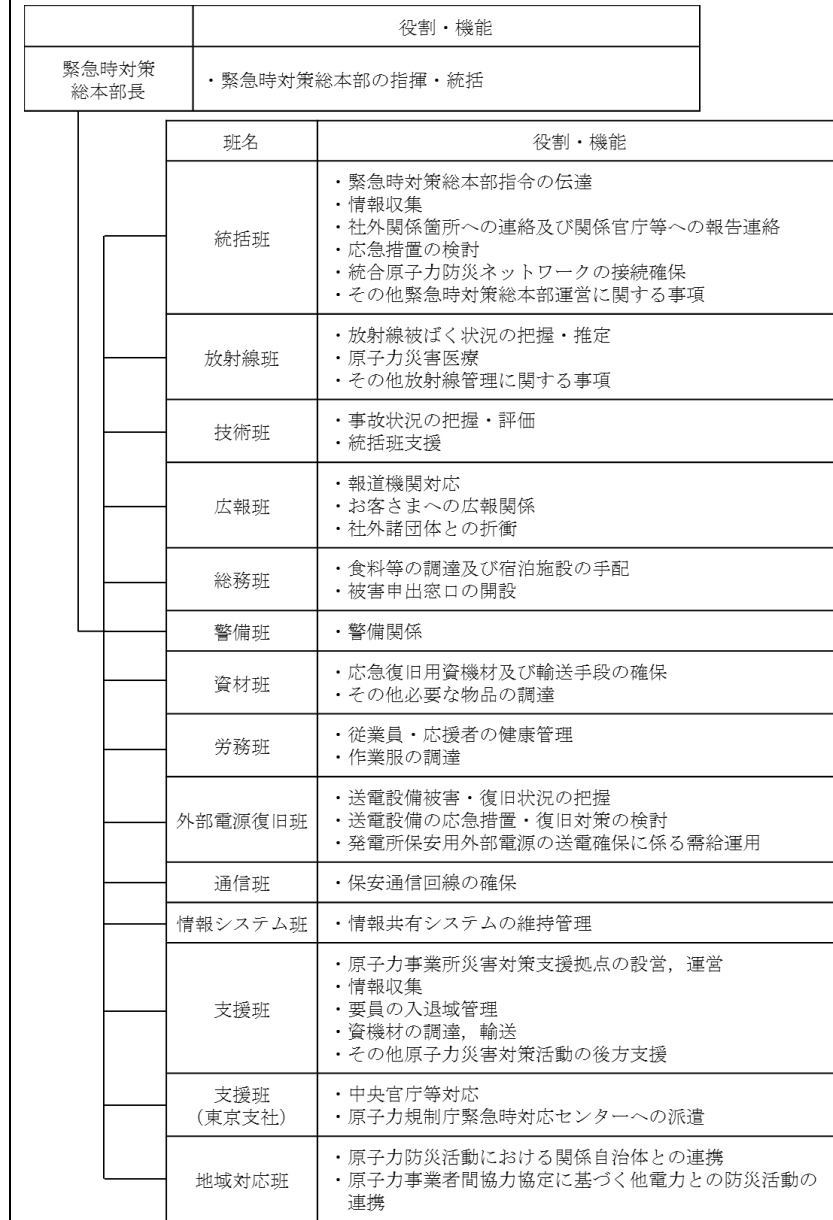 役割・機能
緊急時対策
総本部長
・緊急時対策総本部の指揮・統括
班名
役割・機能
統括班
・緊急時対策総本部指令の伝達
・情報収集
・社外関係箇所への連絡及び関係官庁等への報告連絡
・応急措置の検討
・統合原子力防災ネットワークの接続確保
・その他緊急時対策総本部運営に関する事項
放射線班
・放射線被ばく状況の把握・推定
・原子力災害医療
・その他放射線管理に関する事項
技術班
・事故状況の把握・評価
・統括班支援
広報班
・報道機関対応
・お客さまへの広報関係
・社外諸団体との折衝
総務班
・食料等の調達及び宿泊施設の手配
・被害申出窓口の開設
警備班
・警備関係
資材班
・応急復旧用資機材及び輸送手段の確保
・その他必要な物品の調達
労務班
・従業員・応援者の健康管理
・作業服の調達
外部電源復旧班
・送電設備被害・復旧状況の把握
・送電設備の応急措置・復旧対策の検討
・発電所保安用外部電源の送電確保に係る需給運用
通信班
・保安通信回線の確保
情報システム班
・情報共有システムの維持管理
支援班
・原子力事業所災害対策支援拠点の設営，運営
・情報収集
・要員の入退域管理
・資機材の調達，輸送
・その他原子力災害対策活動の後方支援
支援班
(東京支社)
・中央官庁等対応
・原子力規制庁緊急時対応センターへの派遣
地域対応班
・原子力防災活動における関係自治体との連携
・原子力事業者間協力協定に基づく他電力との防災活動の
連携